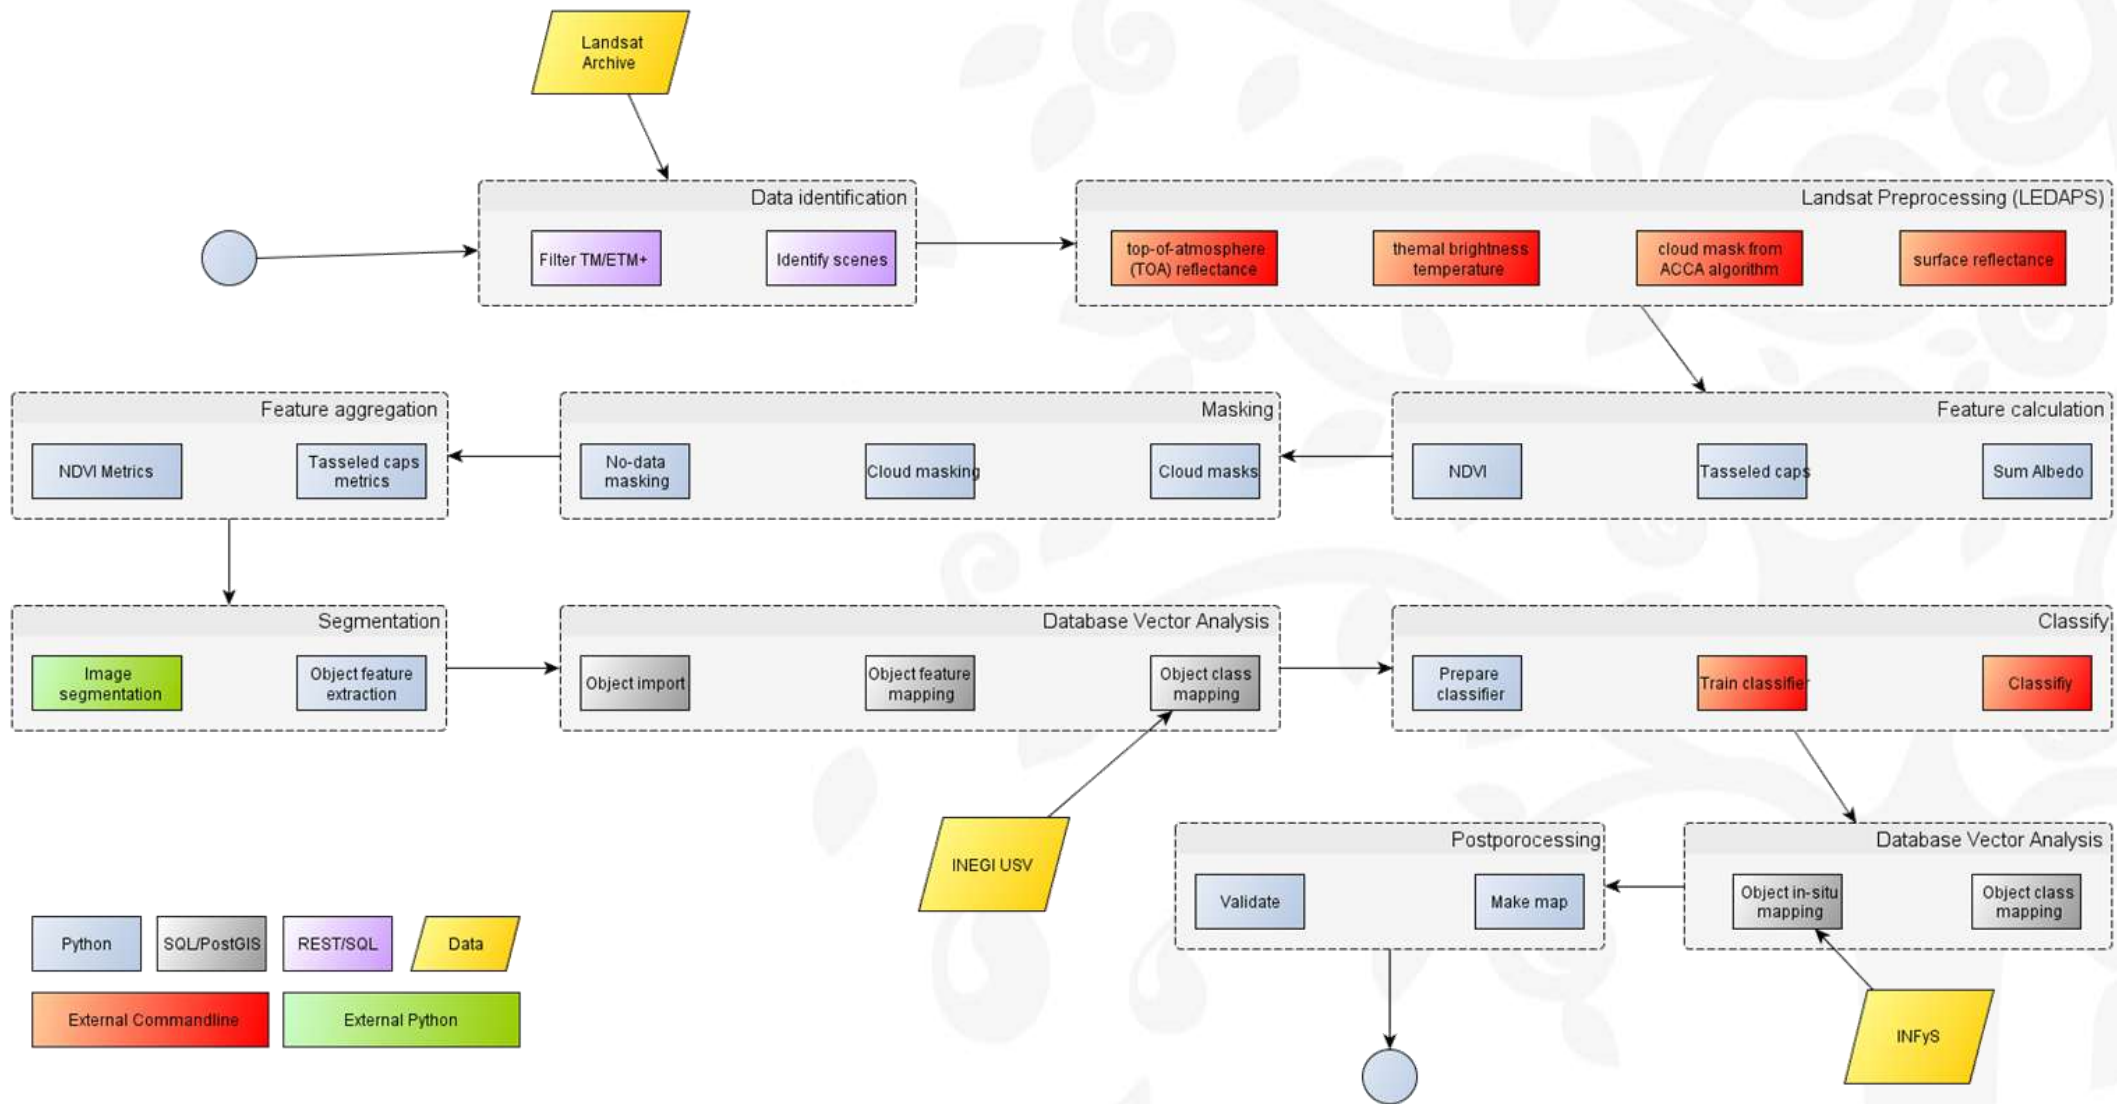 Landsat
Archive
Data identification
Filter TM/ETM+
Identify scenes
Landsat Preprocessing (LEDAPS)
top-of-atmosphere
(TOA) reflectance
themal brightness
temperature
cloud mask from
ACCA algorithm
surface reflectance
Feature aggregation
NDVI Metrics
Tasseled caps
metrics
Masking
No-data
masking
Cloud masking
Cloud masks
Feature calculation
NDVI
Tasseled caps
Sum Albedo
Segmentation
Image
segmentation
Object feature
extraction
Database Vector Analysis
Object import
Object feature
mapping
Object class
mapping
Classify
Prepare
classifier
Train classifier
Classifiy
INEGI USV
Postporocessing
Validate
Make map
Database Vector Analysis
Object in-situ
mapping
Object class
mapping
INFyS
Python
SQL/PostGIS
REST/SQL
Data
External Commandline
External Python